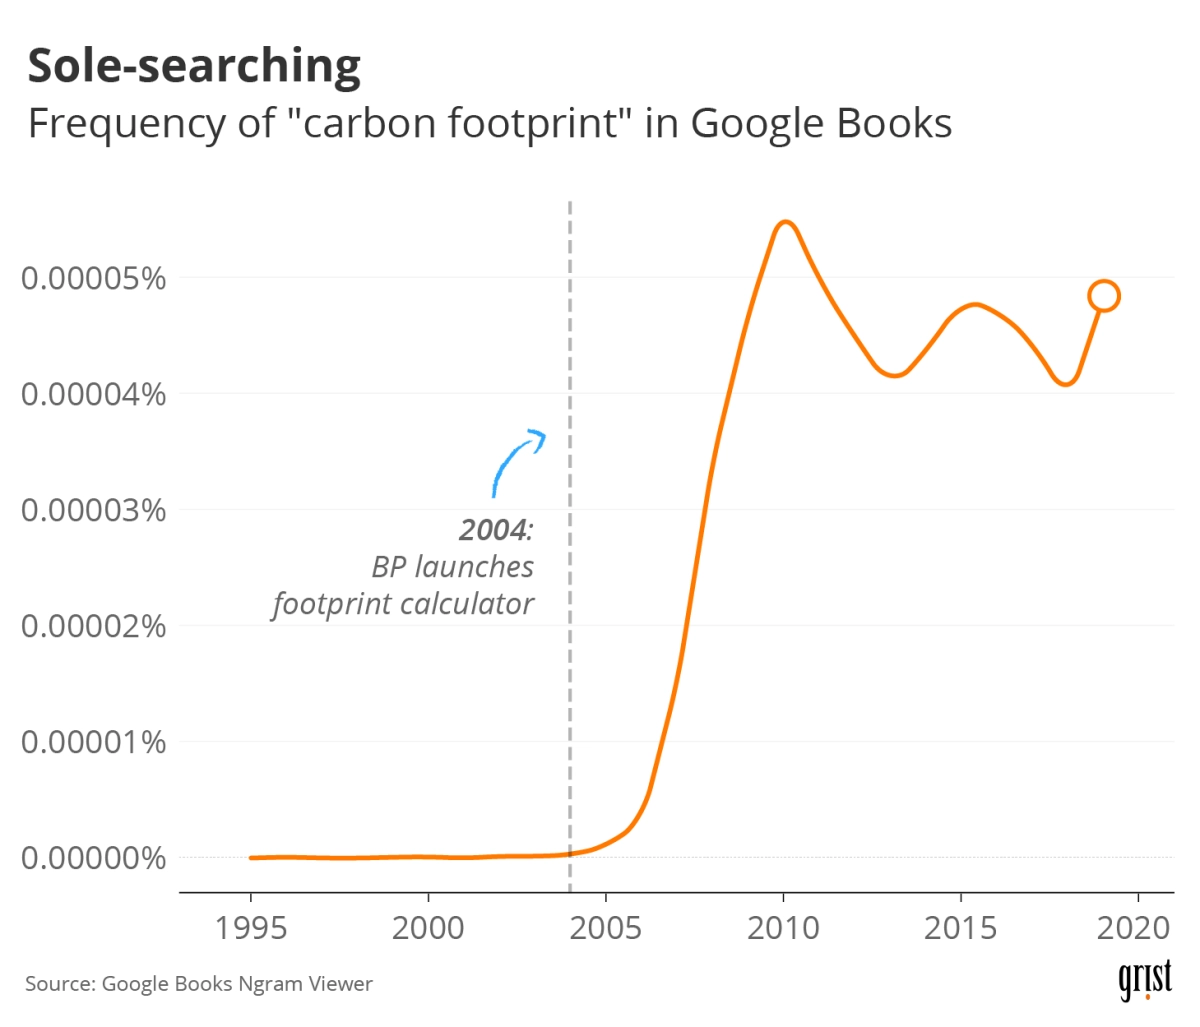 Sole-searching
Frequency of "carbon footprint" in Google Books
0.00005%
0.00004%
0.00003%
0.00002%
0.00001%
0.00000%
2004:
BP launches
footprint calculator
1995 2000 2005 2010 2015 2020
Source: Google Books Ngram Viewer
grist